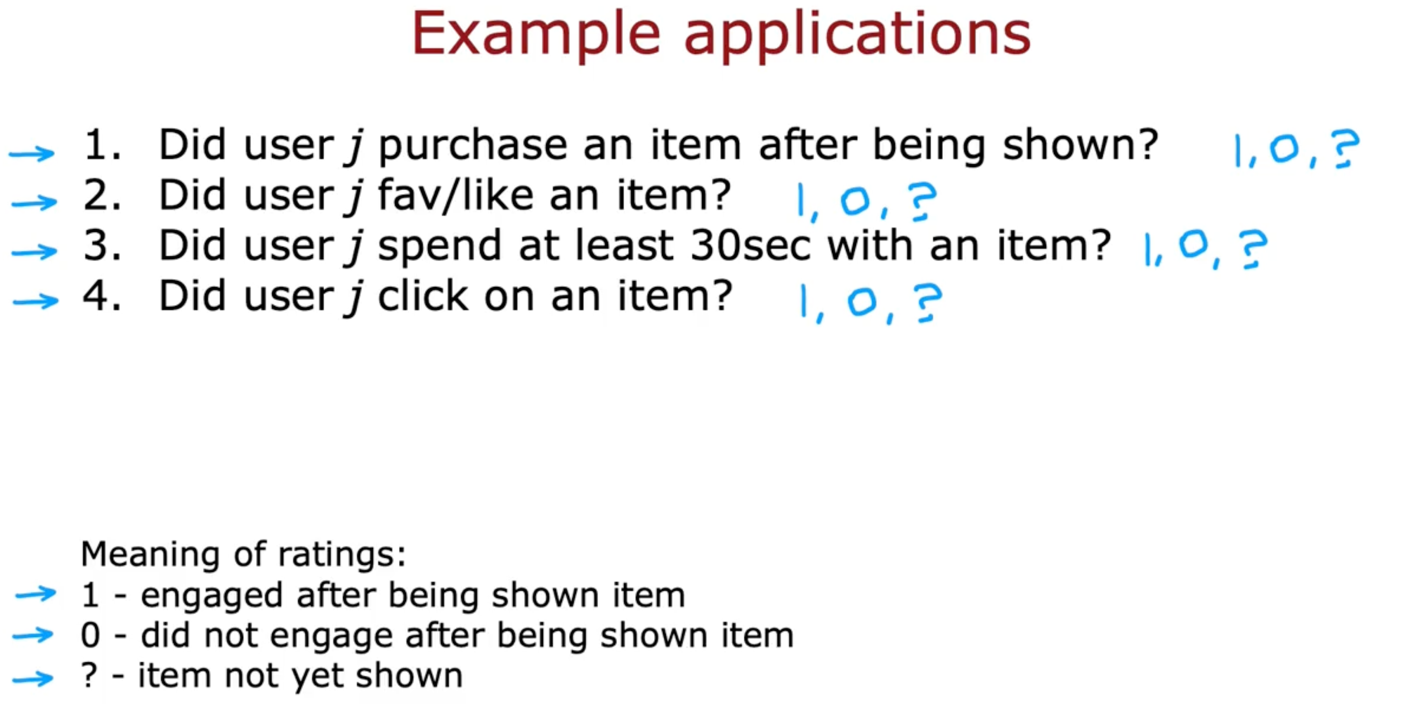 Example applications
→ 1. Did user j purchase an item after being shown? 1, 0, ?
→ 2. Did user j fav/like an item? 1, 0, ?
→ 3. Did user j spend at least 30sec with an item? 1, 0, ?
→ 4. Did user j click on an item? 1, 0, ?
Meaning of ratings:
→ 1 - engaged after being shown item
→ 0 - did not engage after being shown item
→ ? - item not yet shown